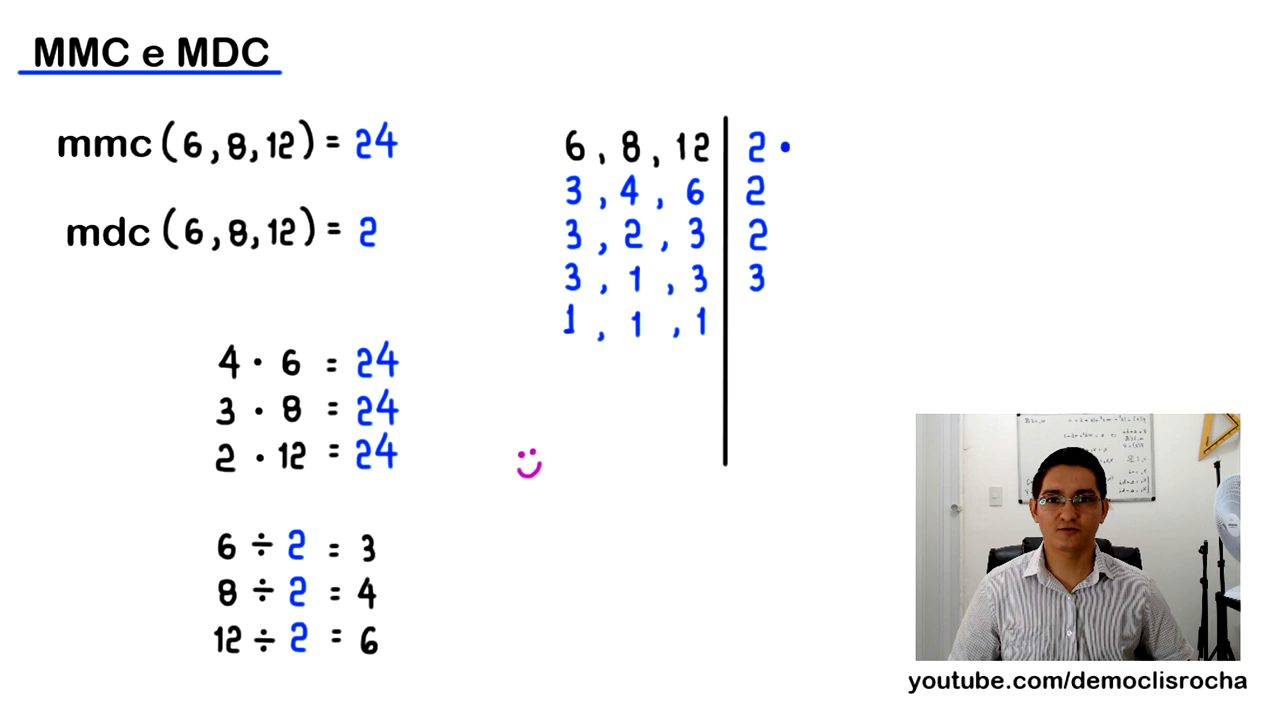 MMC e MDC
mmc (6, 8, 12) = 24
mdc (6, 8, 12) = 2
4 · 6 = 24
3 · 8 = 24
2 · 12 = 24
6 ÷ 2 = 3
8 ÷ 2 = 4
12 ÷ 2 = 6
6, 8, 12 | 2 •
3, 4, 6 | 2
3, 2, 3 | 2
3, 1, 3 | 3
1, 1, 1 |
youtube.com/democlisrocha